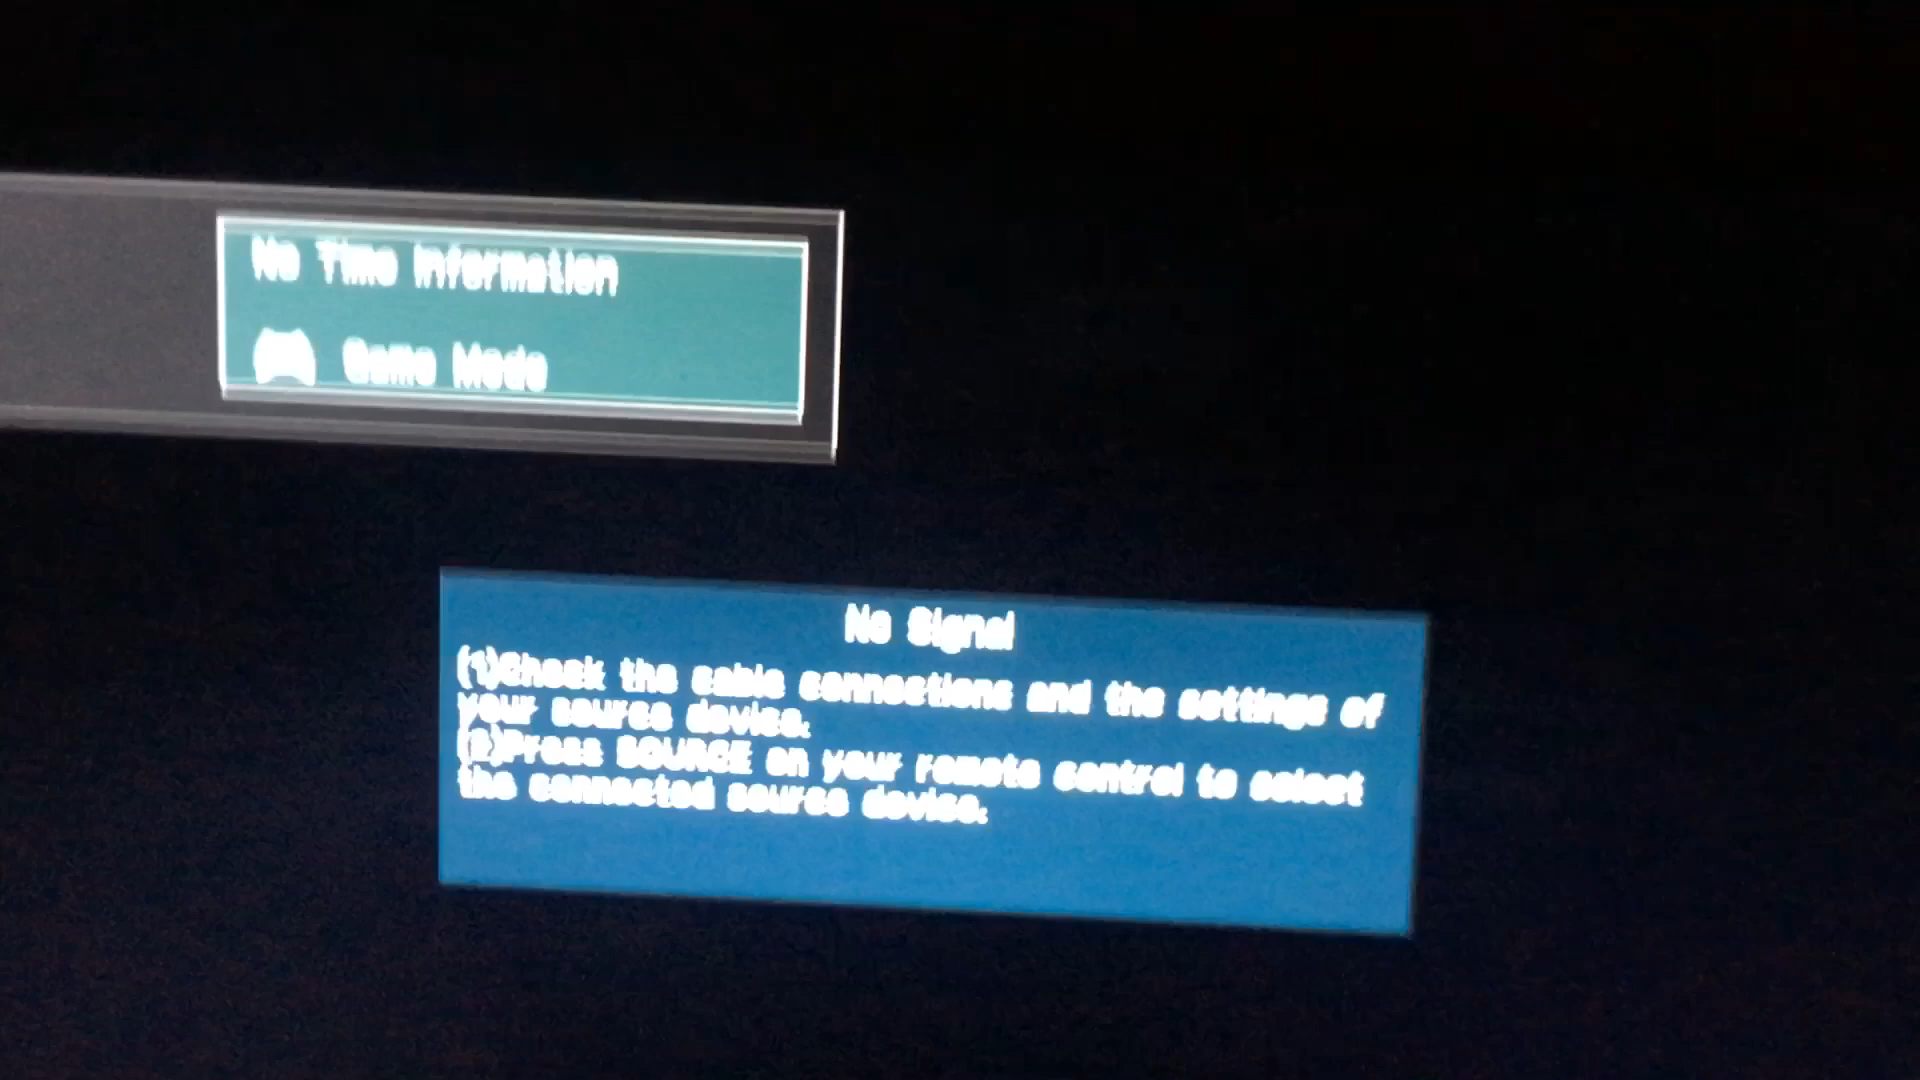 No Time Information
Game Mode
No Signal
(1)Check the cable connections and the settings of
your source device.
(2)Press SOURCE on your remote control to select
the connected source device.